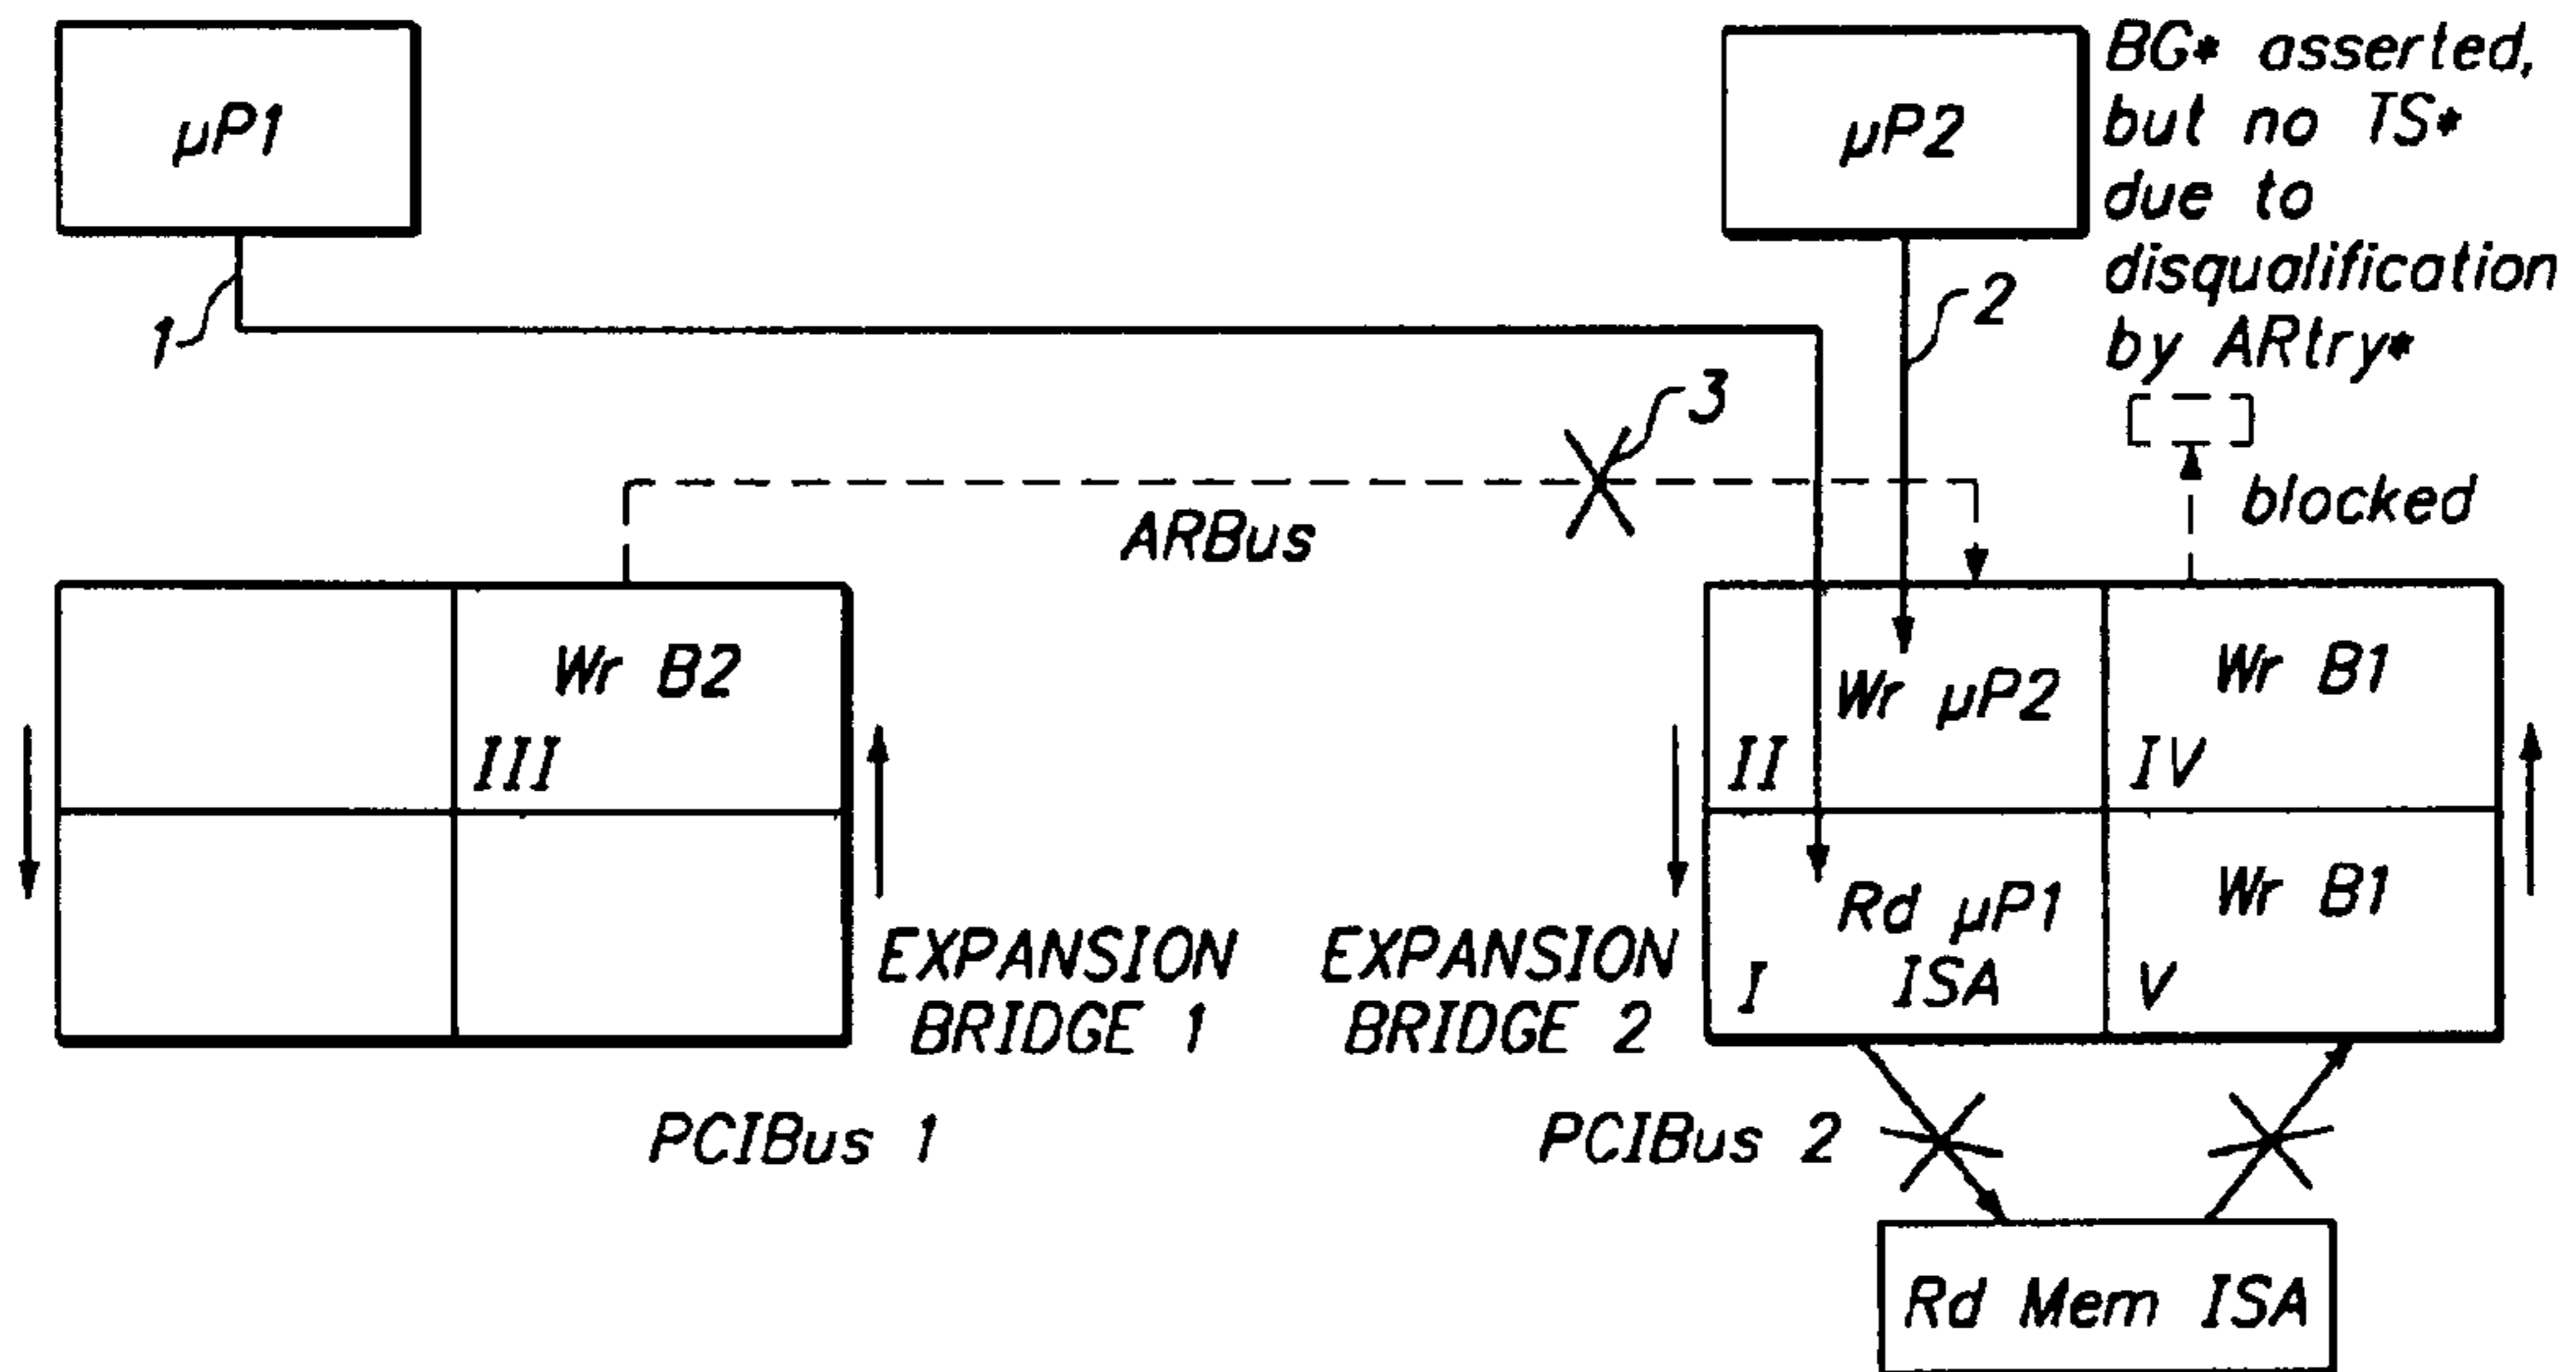 µP1
µP2
BG* asserted,
but no TS*
due to
disqualification
by ARtry*
1
2
3
blocked
ARBus
Wr B2
III
Wr µP2
II
Wr B1
IV
Rd µP1
ISA
I
Wr B1
V
EXPANSION
BRIDGE 1
EXPANSION
BRIDGE 2
PCIBus 1
PCIBus 2
Rd Mem ISA